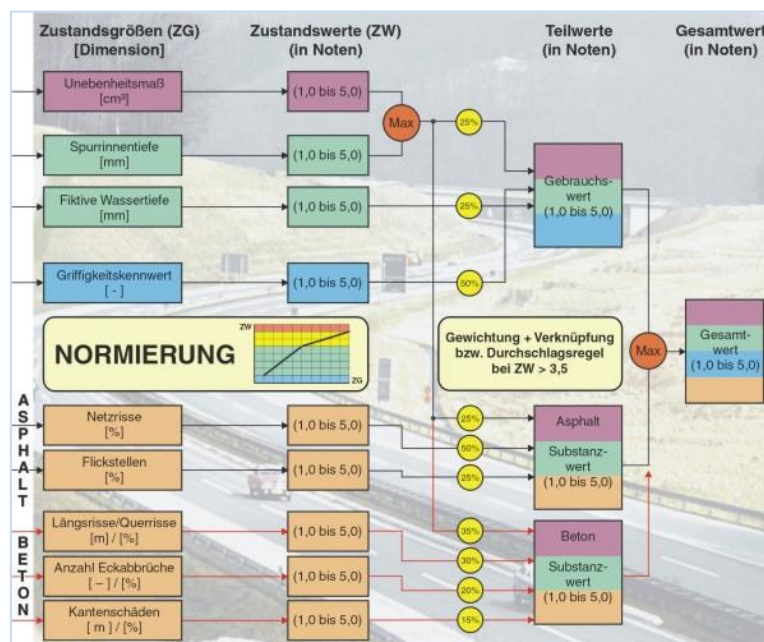 Zustandsgrößen (ZG)
[Dimension]
Zustandswerte (ZW)
(in Noten)
Teilwerte
(in Noten)
Gesamtwert
(in Noten)
Unebenheitsmaß
[cm³]
(1,0 bis 5,0)
Max
25%
Spurrinnentiefe
[mm]
(1,0 bis 5,0)
Fiktive Wassertiefe
[mm]
(1,0 bis 5,0)
25%
Gebrauchs-
wert
(1,0 bis 5,0)
Griffigkeitskennwert
[ - ]
(1,0 bis 5,0)
50%
NORMIERUNG
ZW
ZG
Gewichtung + Verknüpfung
bzw. Durchschlagsregel
bei ZW > 3,5
Max
Gesamt-
wert
(1,0 bis 5,0)
ASPHALT
Netzrisse
[%]
(1,0 bis 5,0)
25%
50%
Flickstellen
[%]
(1,0 bis 5,0)
25%
Asphalt
Substanz-
wert
(1,0 bis 5,0)
BETON
Längsrisse/Querrisse
[m] / [%]
(1,0 bis 5,0)
35%
30%
Anzahl Eckabbrüche
[ – ] / [%]
(1,0 bis 5,0)
20%
Kantenschäden
[ m ] / [%]
(1,0 bis 5,0)
15%
Beton
Substanz-
wert
(1,0 bis 5,0)